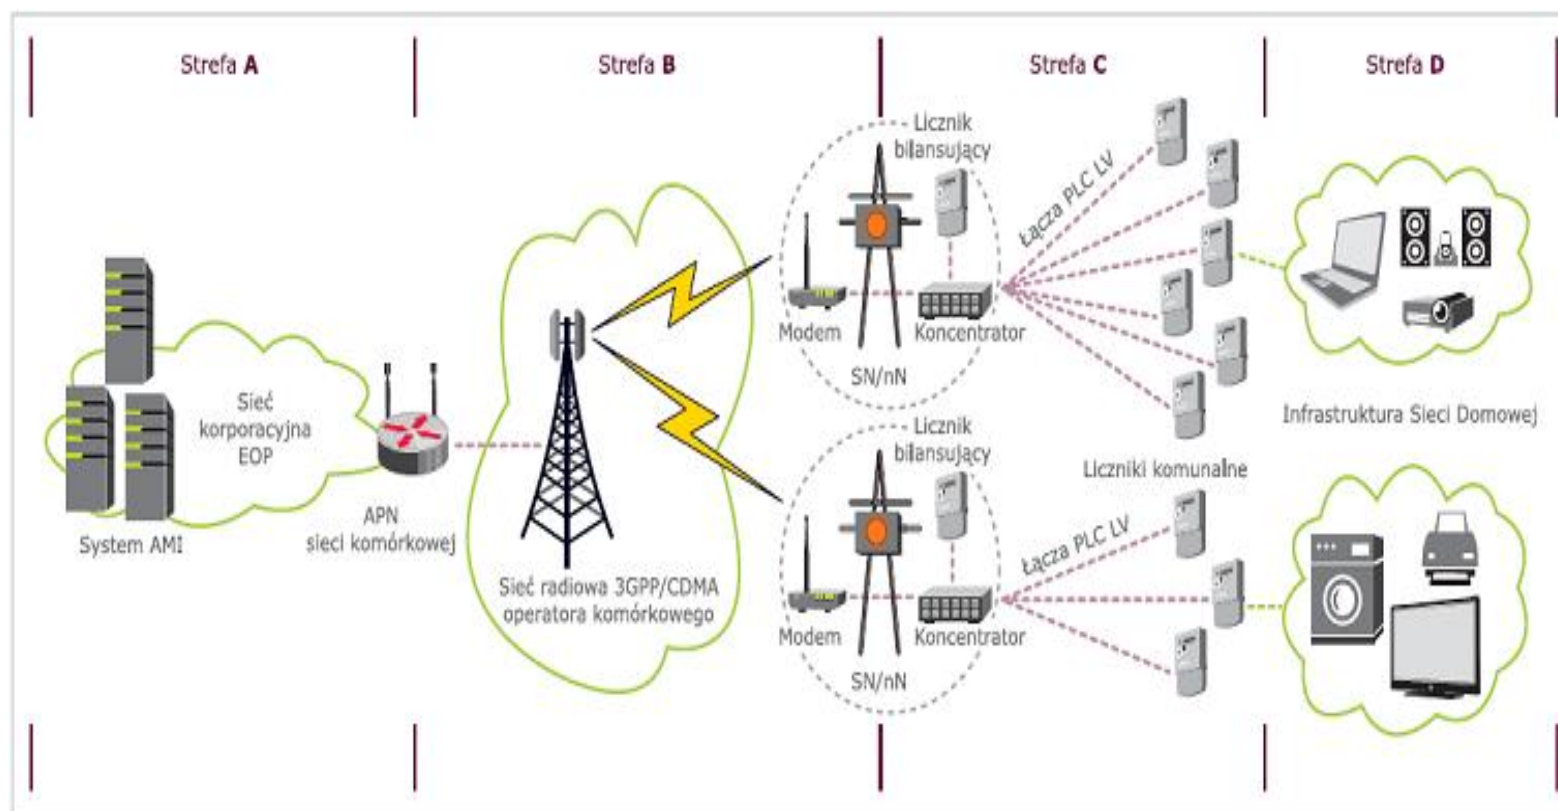 Strefa A
Strefa B
Strefa C
Strefa D
Sieć
korporacyjna
EOP
System AMI
APN
sieci komórkowej
Sieć radiowa 3GPP/CDMA
operatora komórkowego
Licznik
bilansujący
Modem
Koncentrator
SN/nN
Łącza PLC LV
Licznik
bilansujący
Modem
Koncentrator
SN/nN
Łącza PLC LV
Liczniki komunalne
Infrastruktura Sieci Domowej